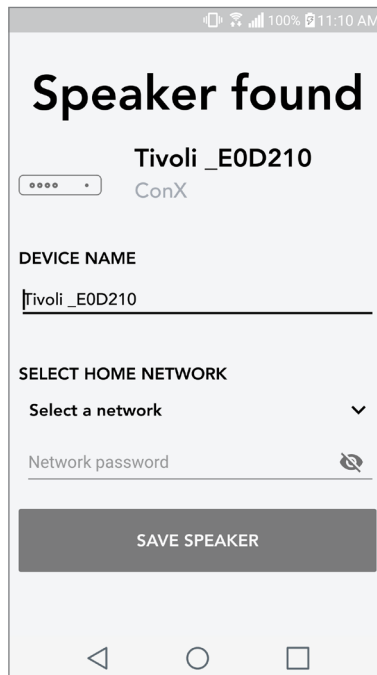 100% 11:10 AM
Speaker found
Tivoli _E0D210
ConX
DEVICE NAME
Tivoli _E0D210
SELECT HOME NETWORK
Select a network
Network password
SAVE SPEAKER